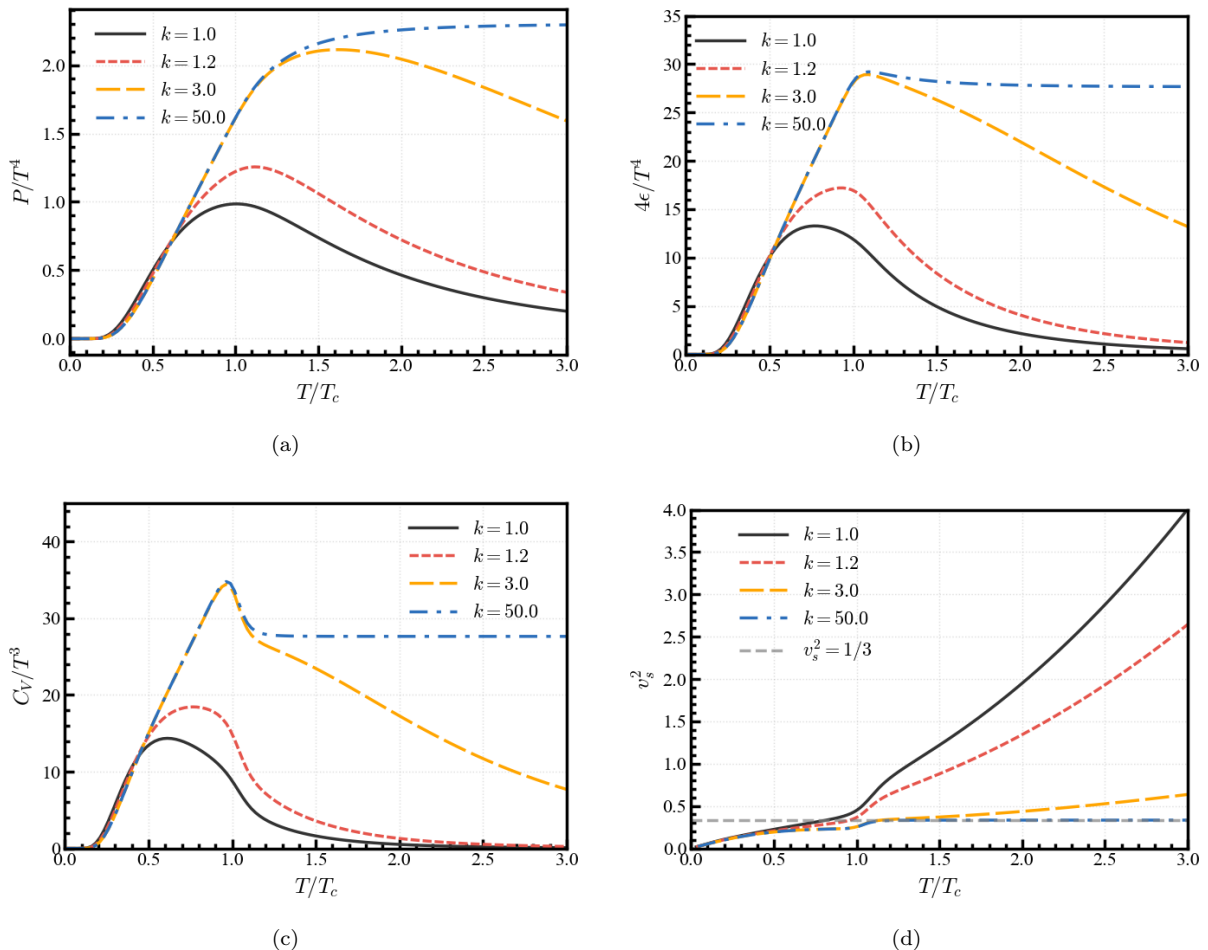 P/T⁴
2.0
1.5
1.0
0.5
0.0
k = 1.0
k = 1.2
k = 3.0
k = 50.0
0.0 0.5 1.0 1.5 2.0 2.5 3.0
T/T_c
(a)
4ϵ/T⁴
35
30
25
20
15
10
5
0
k = 1.0
k = 1.2
k = 3.0
k = 50.0
0.0 0.5 1.0 1.5 2.0 2.5 3.0
T/T_c
(b)
C_V/T³
40
30
20
10
0
k = 1.0
k = 1.2
k = 3.0
k = 50.0
0.0 0.5 1.0 1.5 2.0 2.5 3.0
T/T_c
(c)
v_s²
4.0
3.5
3.0
2.5
2.0
1.5
1.0
0.5
0.0
k = 1.0
k = 1.2
k = 3.0
k = 50.0
v_s² = 1/3
0.0 0.5 1.0 1.5 2.0 2.5 3.0
T/T_c
(d)